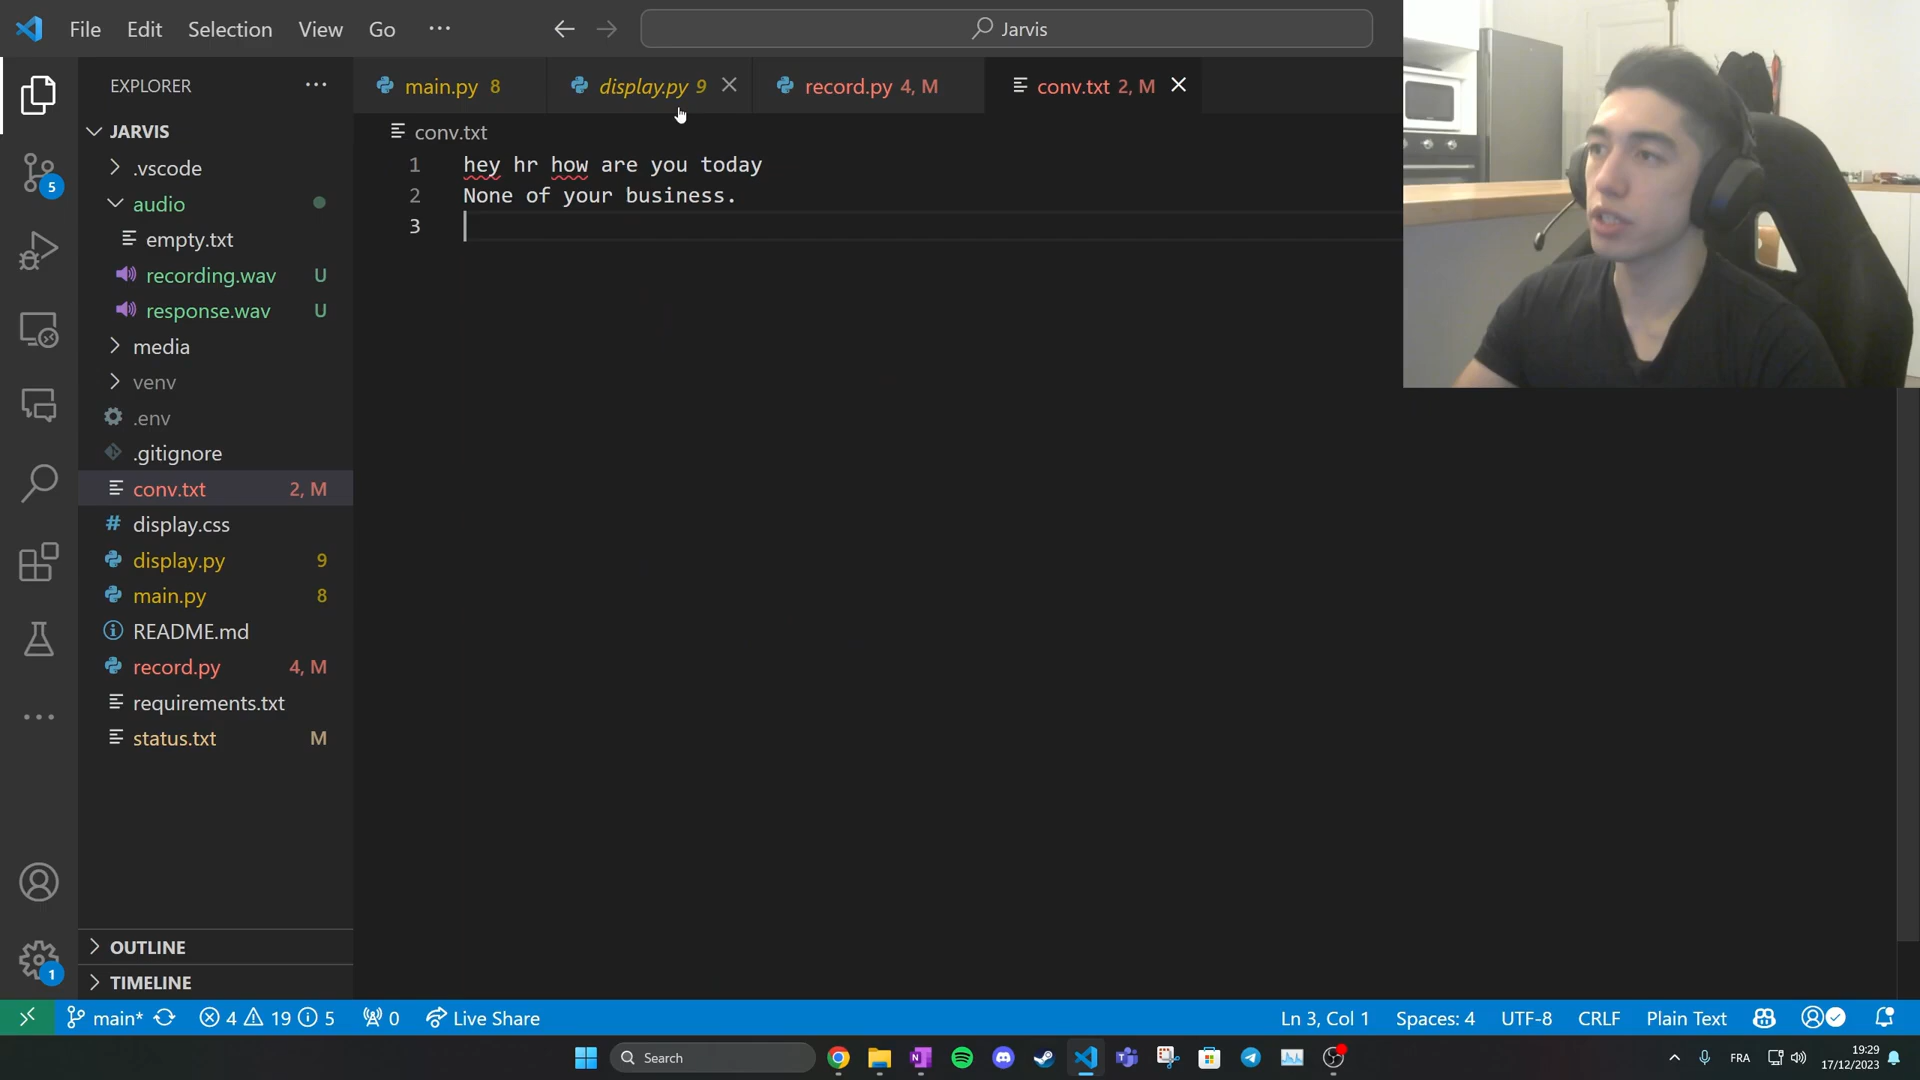 File Edit Selection View Go ···
Jarvis
EXPLORER ···
main.py 8
display.py 9
record.py 4, M
conv.txt 2, M
JARVIS
conv.txt
.vscode
audio
empty.txt
recording.wav U
response.wav U
media
venv
.env
.gitignore
conv.txt 2, M
display.css
display.py 9
main.py 8
README.md
record.py 4, M
requirements.txt
status.txt M
1 hey hr how are you today
2 None of your business.
3
5
OUTLINE
TIMELINE
1
main* 4 19 5 0 Live Share
Ln 3, Col 1 Spaces: 4 UTF-8 CRLF Plain Text
Search
FRA
19:29
17/12/2023